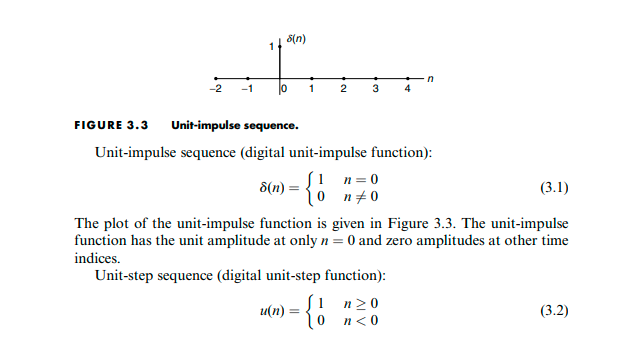 δ(n)
1
n
–2 –1 0 1 2 3 4
FIGURE 3.3 Unit-impulse sequence.
Unit-impulse sequence (digital unit-impulse function):
δ(n) = { 1 n = 0
0 n ≠ 0 (3.1)
The plot of the unit-impulse function is given in Figure 3.3. The unit-impulse
function has the unit amplitude at only n = 0 and zero amplitudes at other time
indices.
Unit-step sequence (digital unit-step function):
u(n) = { 1 n ≥ 0
0 n < 0 (3.2)